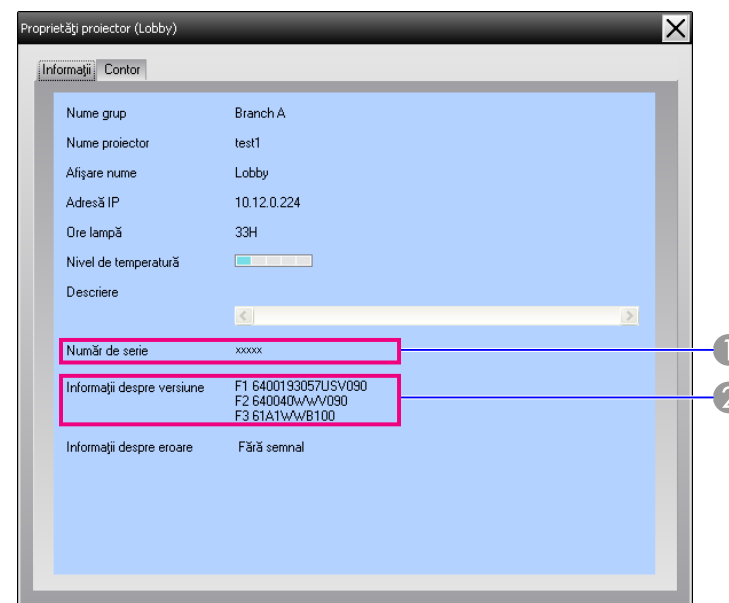 Proprietăţi proiector (Lobby)
Informaţii Contor
Nume grup Branch A
Nume proiector test1
Afişare nume Lobby
Adresă IP 10.12.0.224
Ore lampă 33H
Nivel de temperatură
Descriere
Număr de serie xxxxx 1
Informaţii despre versiune F1 6400193057USV090 2
F2 640040WWV090
F3 61A1WWB100
Informaţii despre eroare Fără semnal